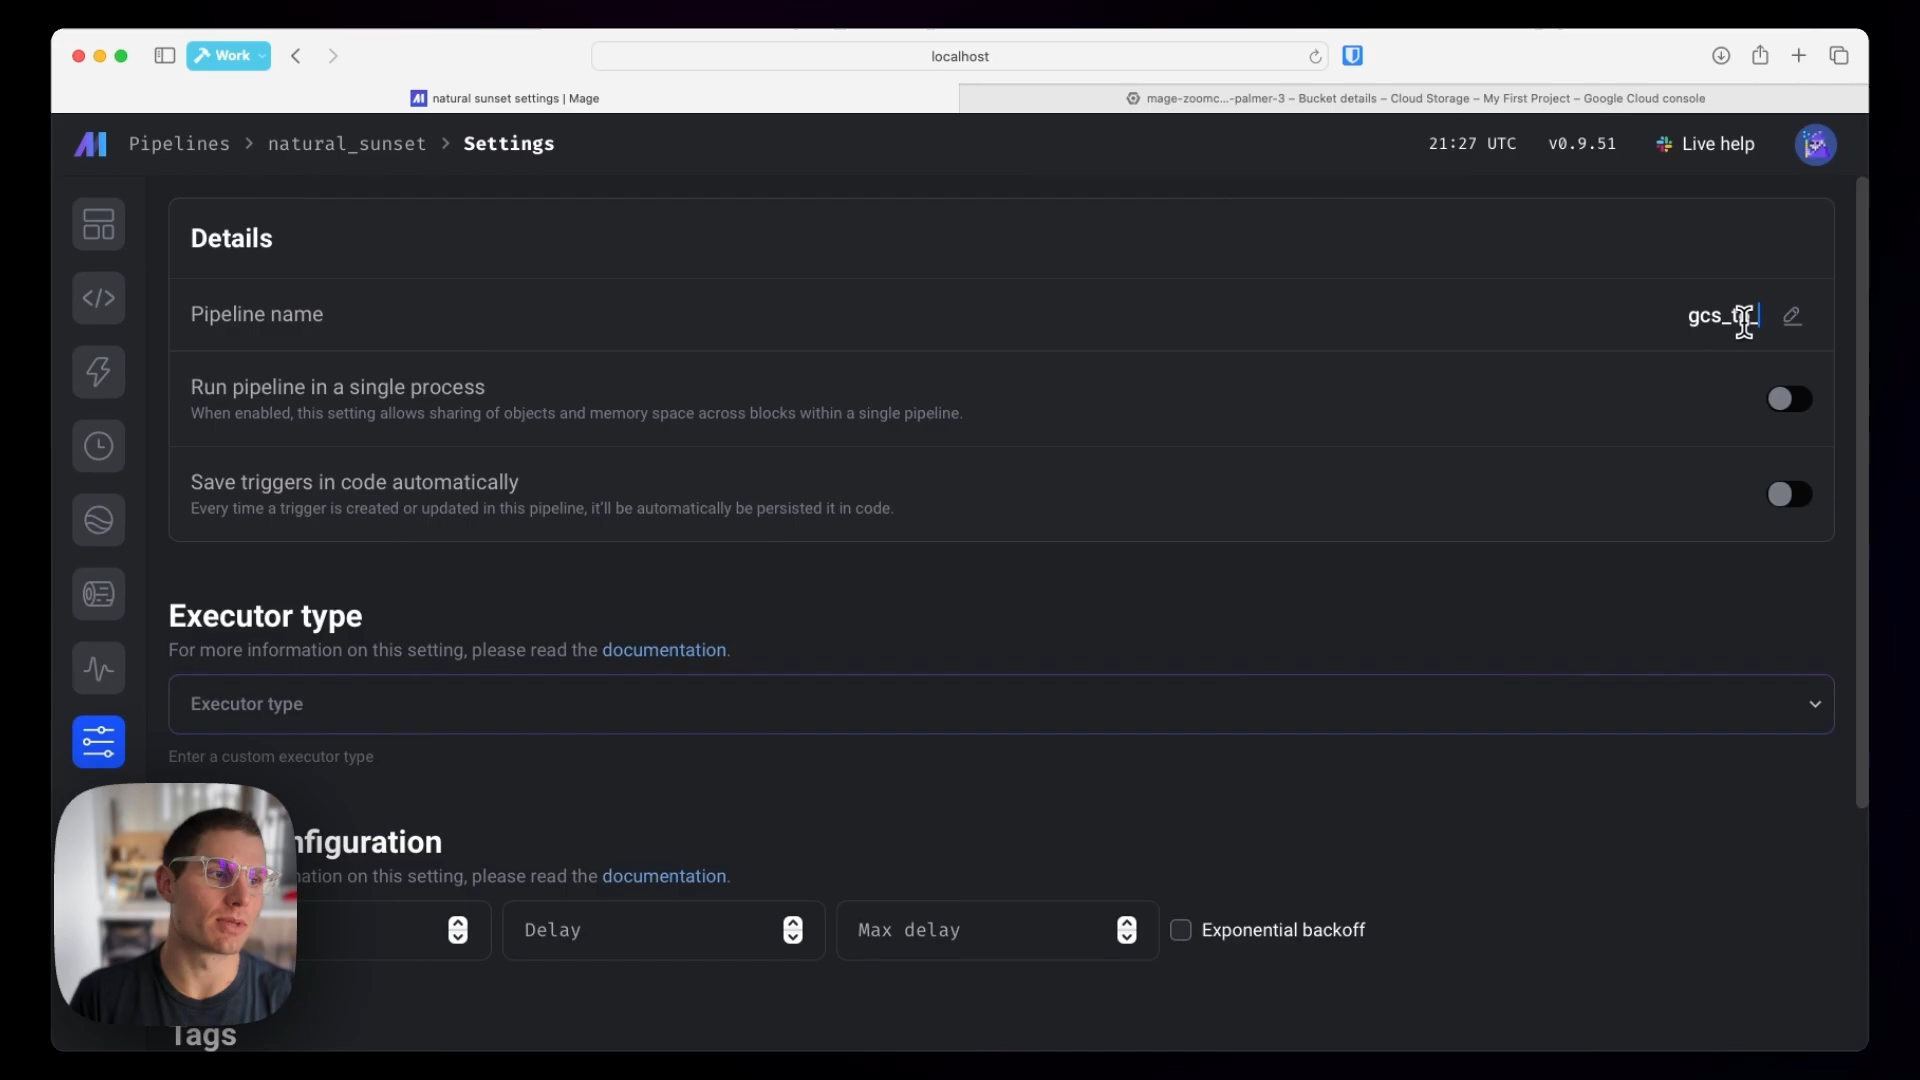 Work
localhost
natural sunset settings | Mage
mage-zoomc...-palmer-3 – Bucket details – Cloud Storage – My First Project – Google Cloud console
Pipelines > natural_sunset > Settings
21:27 UTC
v0.9.51
Live help
Details
Pipeline name
Run pipeline in a single process
When enabled, this setting allows sharing of objects and memory space across blocks within a single pipeline.
Save triggers in code automatically
Every time a trigger is created or updated in this pipeline, it'll be automatically be persisted it in code.
Executor type
For more information on this setting, please read the documentation.
Executor type
Enter a custom executor type
nfiguration
ation on this setting, please read the documentation.
Delay
Max delay
Exponential backoff
Tags